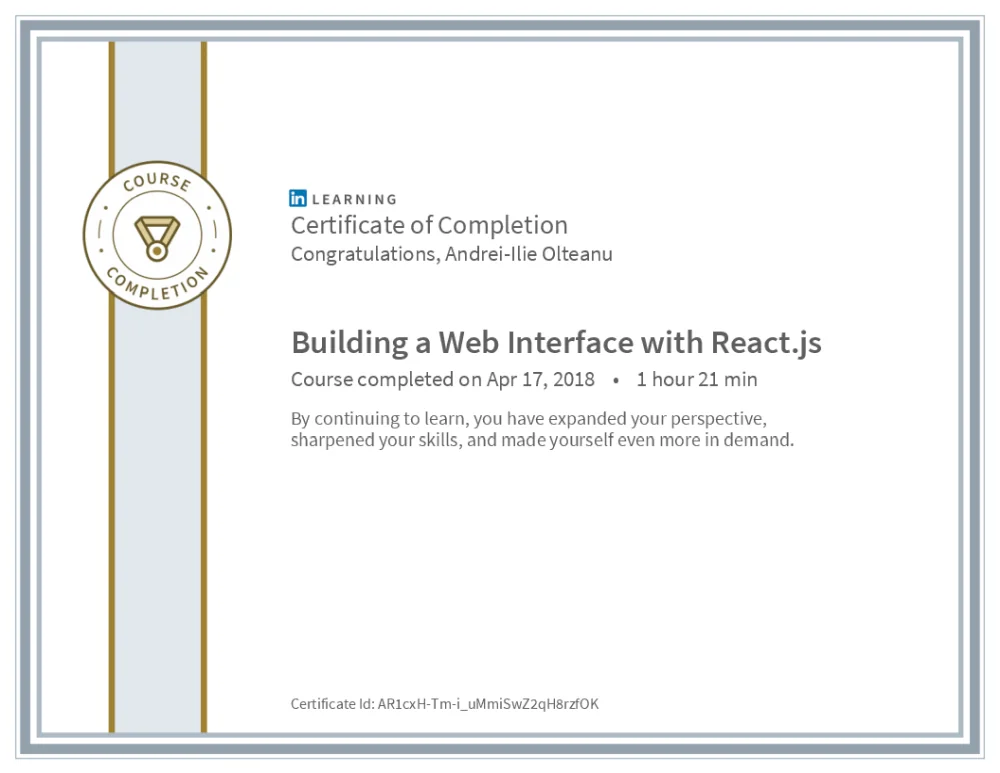 COURSE
COMPLETION
in LEARNING
Certificate of Completion
Congratulations, Andrei-Ilie Olteanu
Building a Web Interface with React.js
Course completed on Apr 17, 2018 • 1 hour 21 min
By continuing to learn, you have expanded your perspective,
sharpened your skills, and made yourself even more in demand.
Certificate Id: AR1cxH-Tm-i_uMmiSwZ2qH8rzfOK